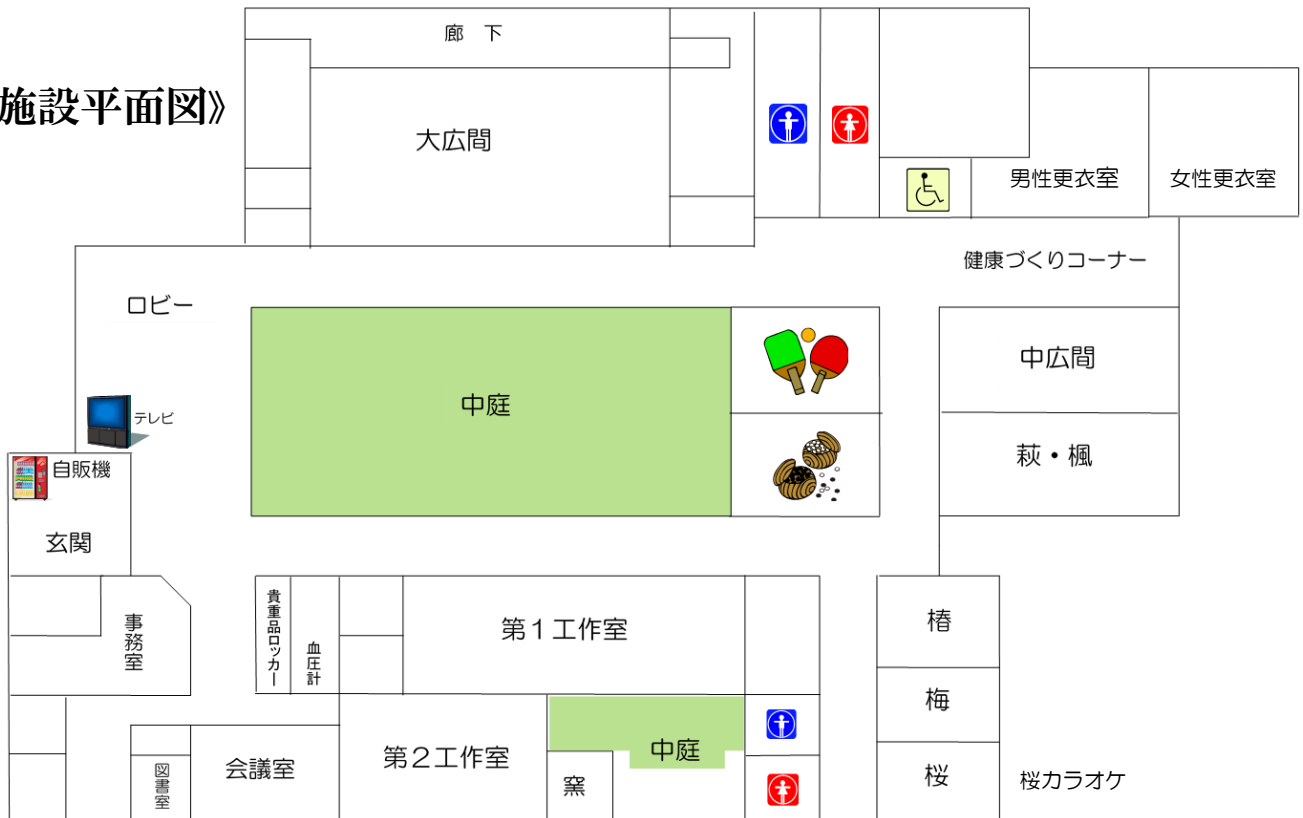 廊 下
施設平面図》
大広間
男性更衣室
女性更衣室
健康づくりコーナー
ロビー
中広間
中庭
テレビ
萩・楓
自販機
玄関
事務室
貴重品ロッカー
血圧計
第1工作室
椿
梅
会議室
第2工作室
中庭
図書室
窯
桜
桜カラオケ